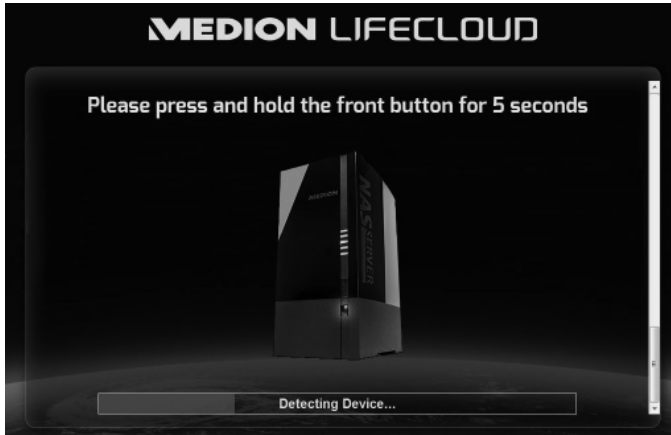 MEDION LIFECLOUD
Please press and hold the front button for 5 seconds
MEDION
NAS SERVER
Detecting Device...